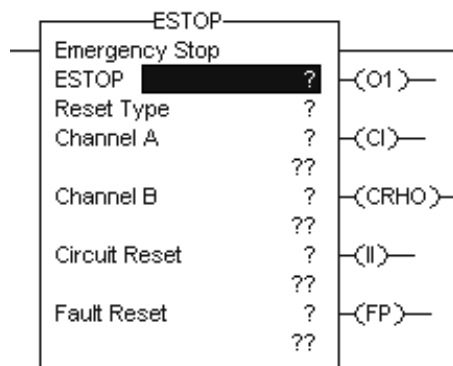 ESTOP
Emergency Stop
ESTOP ? (O1)
Reset Type ?
Channel A ? (CI)
??
Channel B ? (CRHO)
??
Circuit Reset ? (II)
??
Fault Reset ? (FP)
??